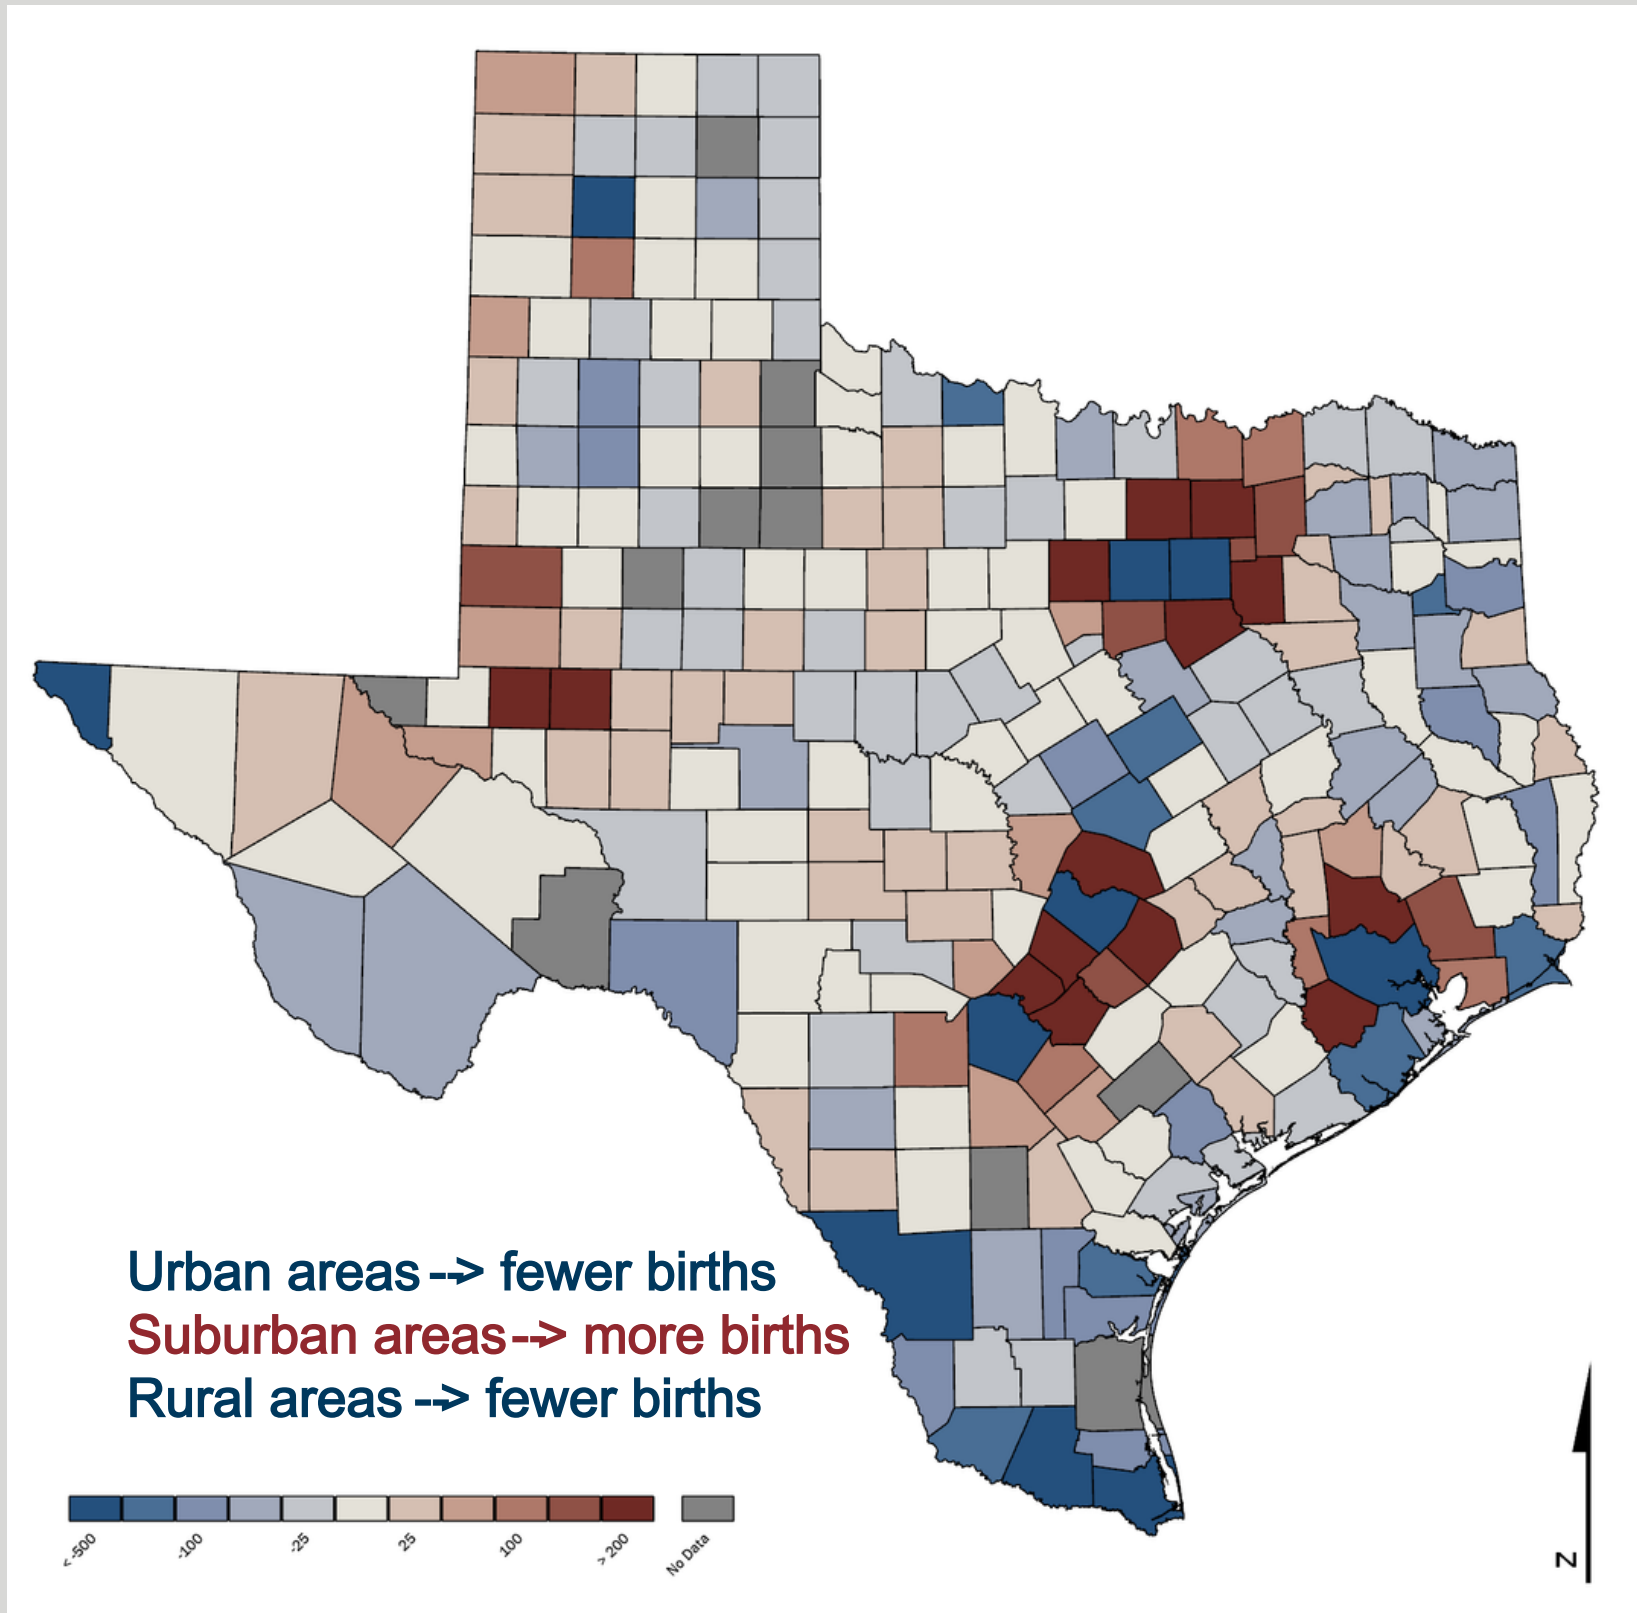 Urban areas --> fewer births
Suburban areas --> more births
Rural areas --> fewer births
< -500
-100
-25
25
100
> 200
No Data
N